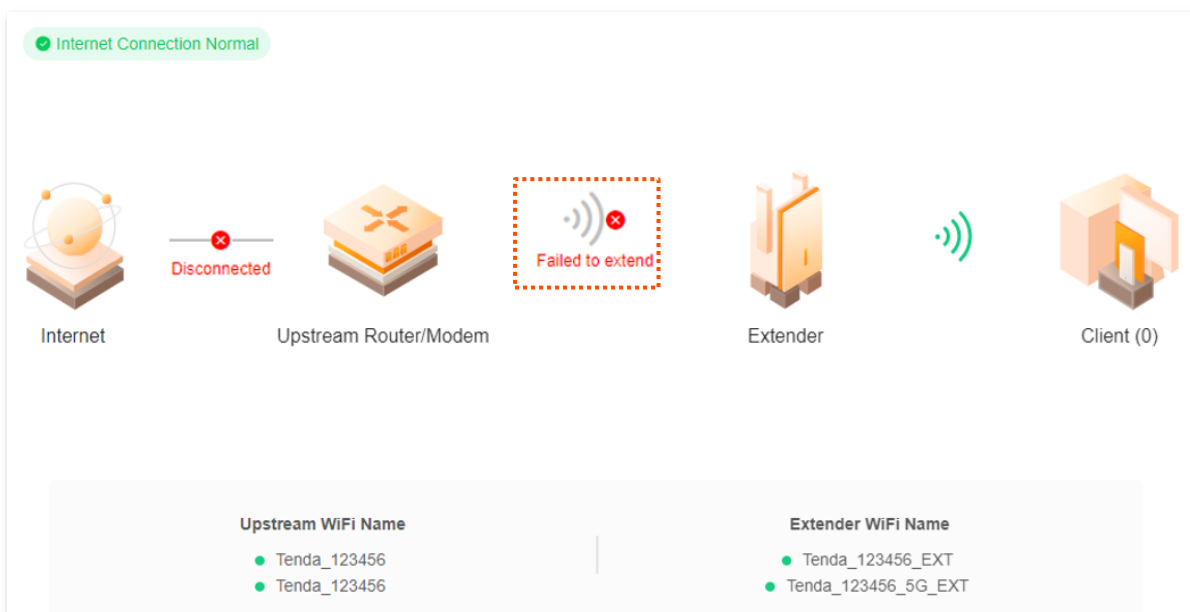 Internet Connection Normal
Disconnected
Failed to extend
Internet
Upstream Router/Modem
Extender
Client (0)
Upstream WiFi Name
Tenda_123456
Tenda_123456
Extender WiFi Name
Tenda_123456_EXT
Tenda_123456_5G_EXT